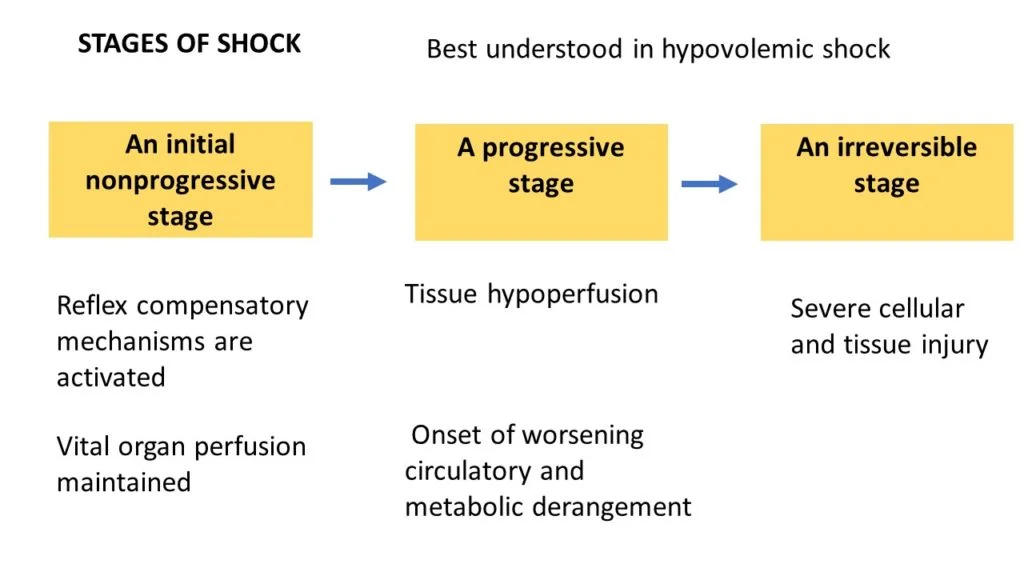 STAGES OF SHOCK
Best understood in hypovolemic shock
An initial
nonprogressive
stage
A progressive
stage
An irreversible
stage
Reflex compensatory
mechanisms are
activated
Vital organ perfusion
maintained
Tissue hypoperfusion
Onset of worsening
circulatory and
metabolic derangement
Severe cellular
and tissue injury